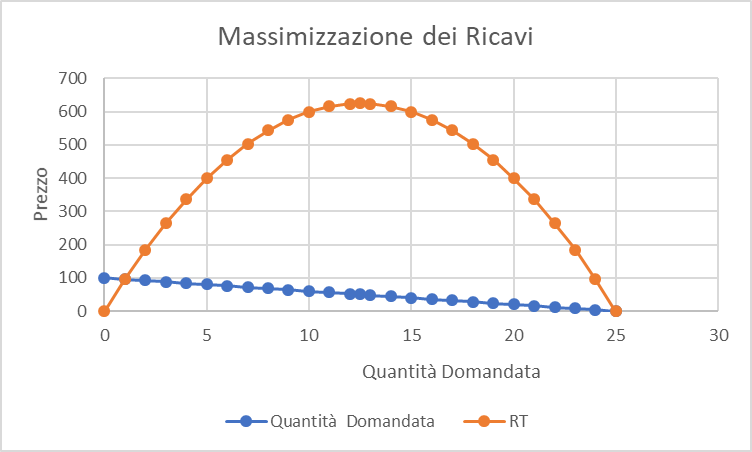 Massimizzazione dei Ricavi
700
600
500
400
300
200
100
0
Prezzo
0 5 10 15 20 25 30
Quantità Domandata
Quantità Domandata RT